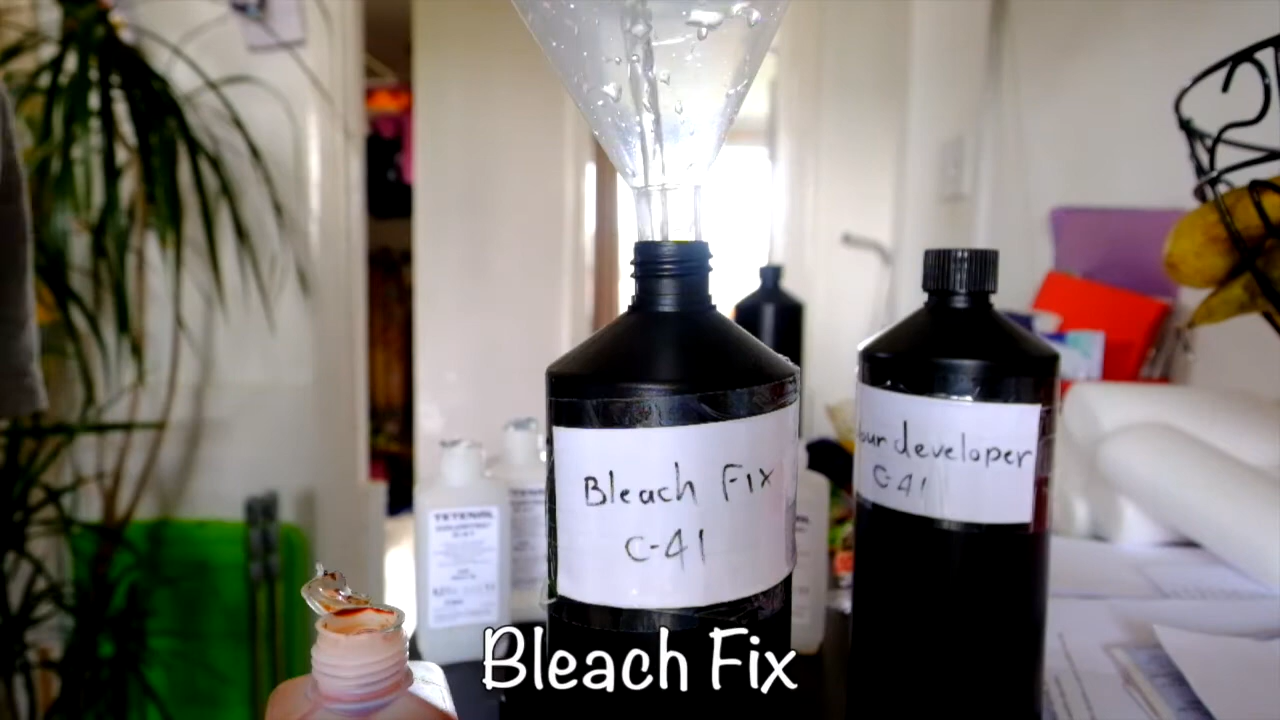 Bleach Fix
C-41
our developer
C-41
TETENAL
Bleach Fix